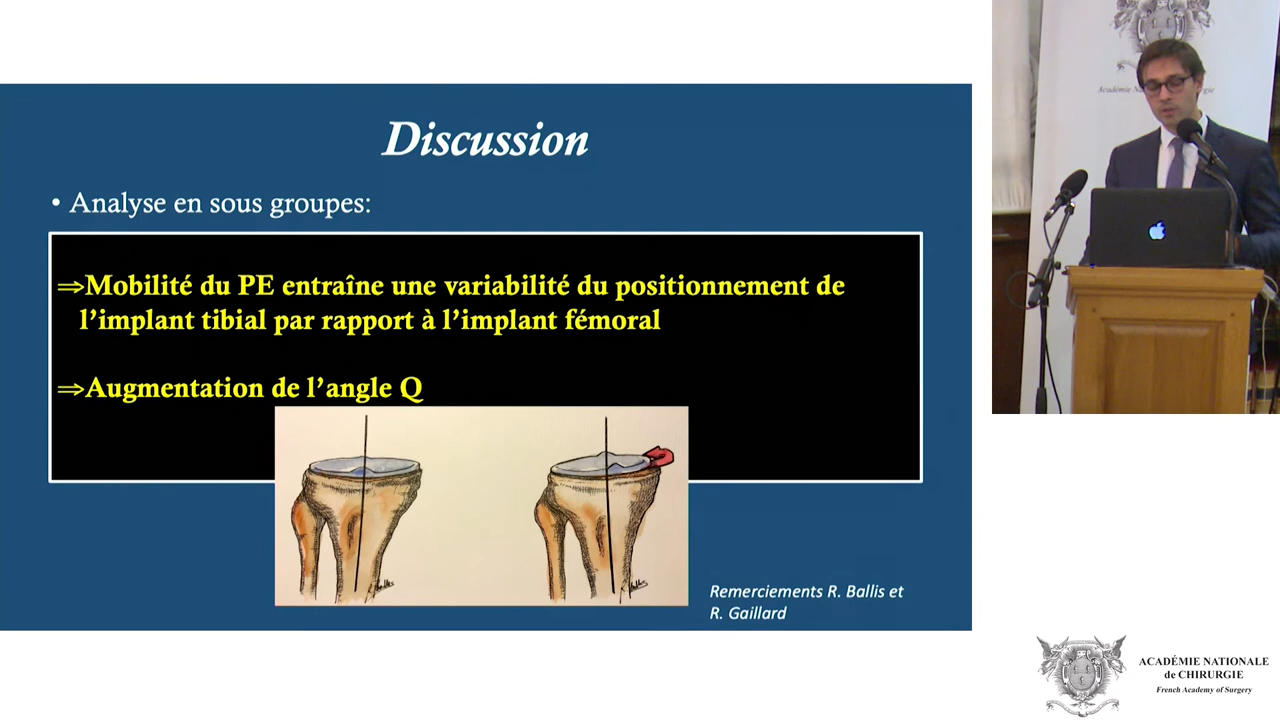 Discussion
• Analyse en sous groupes:
⇒Mobilité du PE entraîne une variabilité du positionnement de
l’implant tibial par rapport à l’implant fémoral
⇒Augmentation de l’angle Q
Remerciements R. Ballis et
R. Gaillard
ACADÉMIE NATIONALE
de CHIRURGIE
French Academy of Surgery